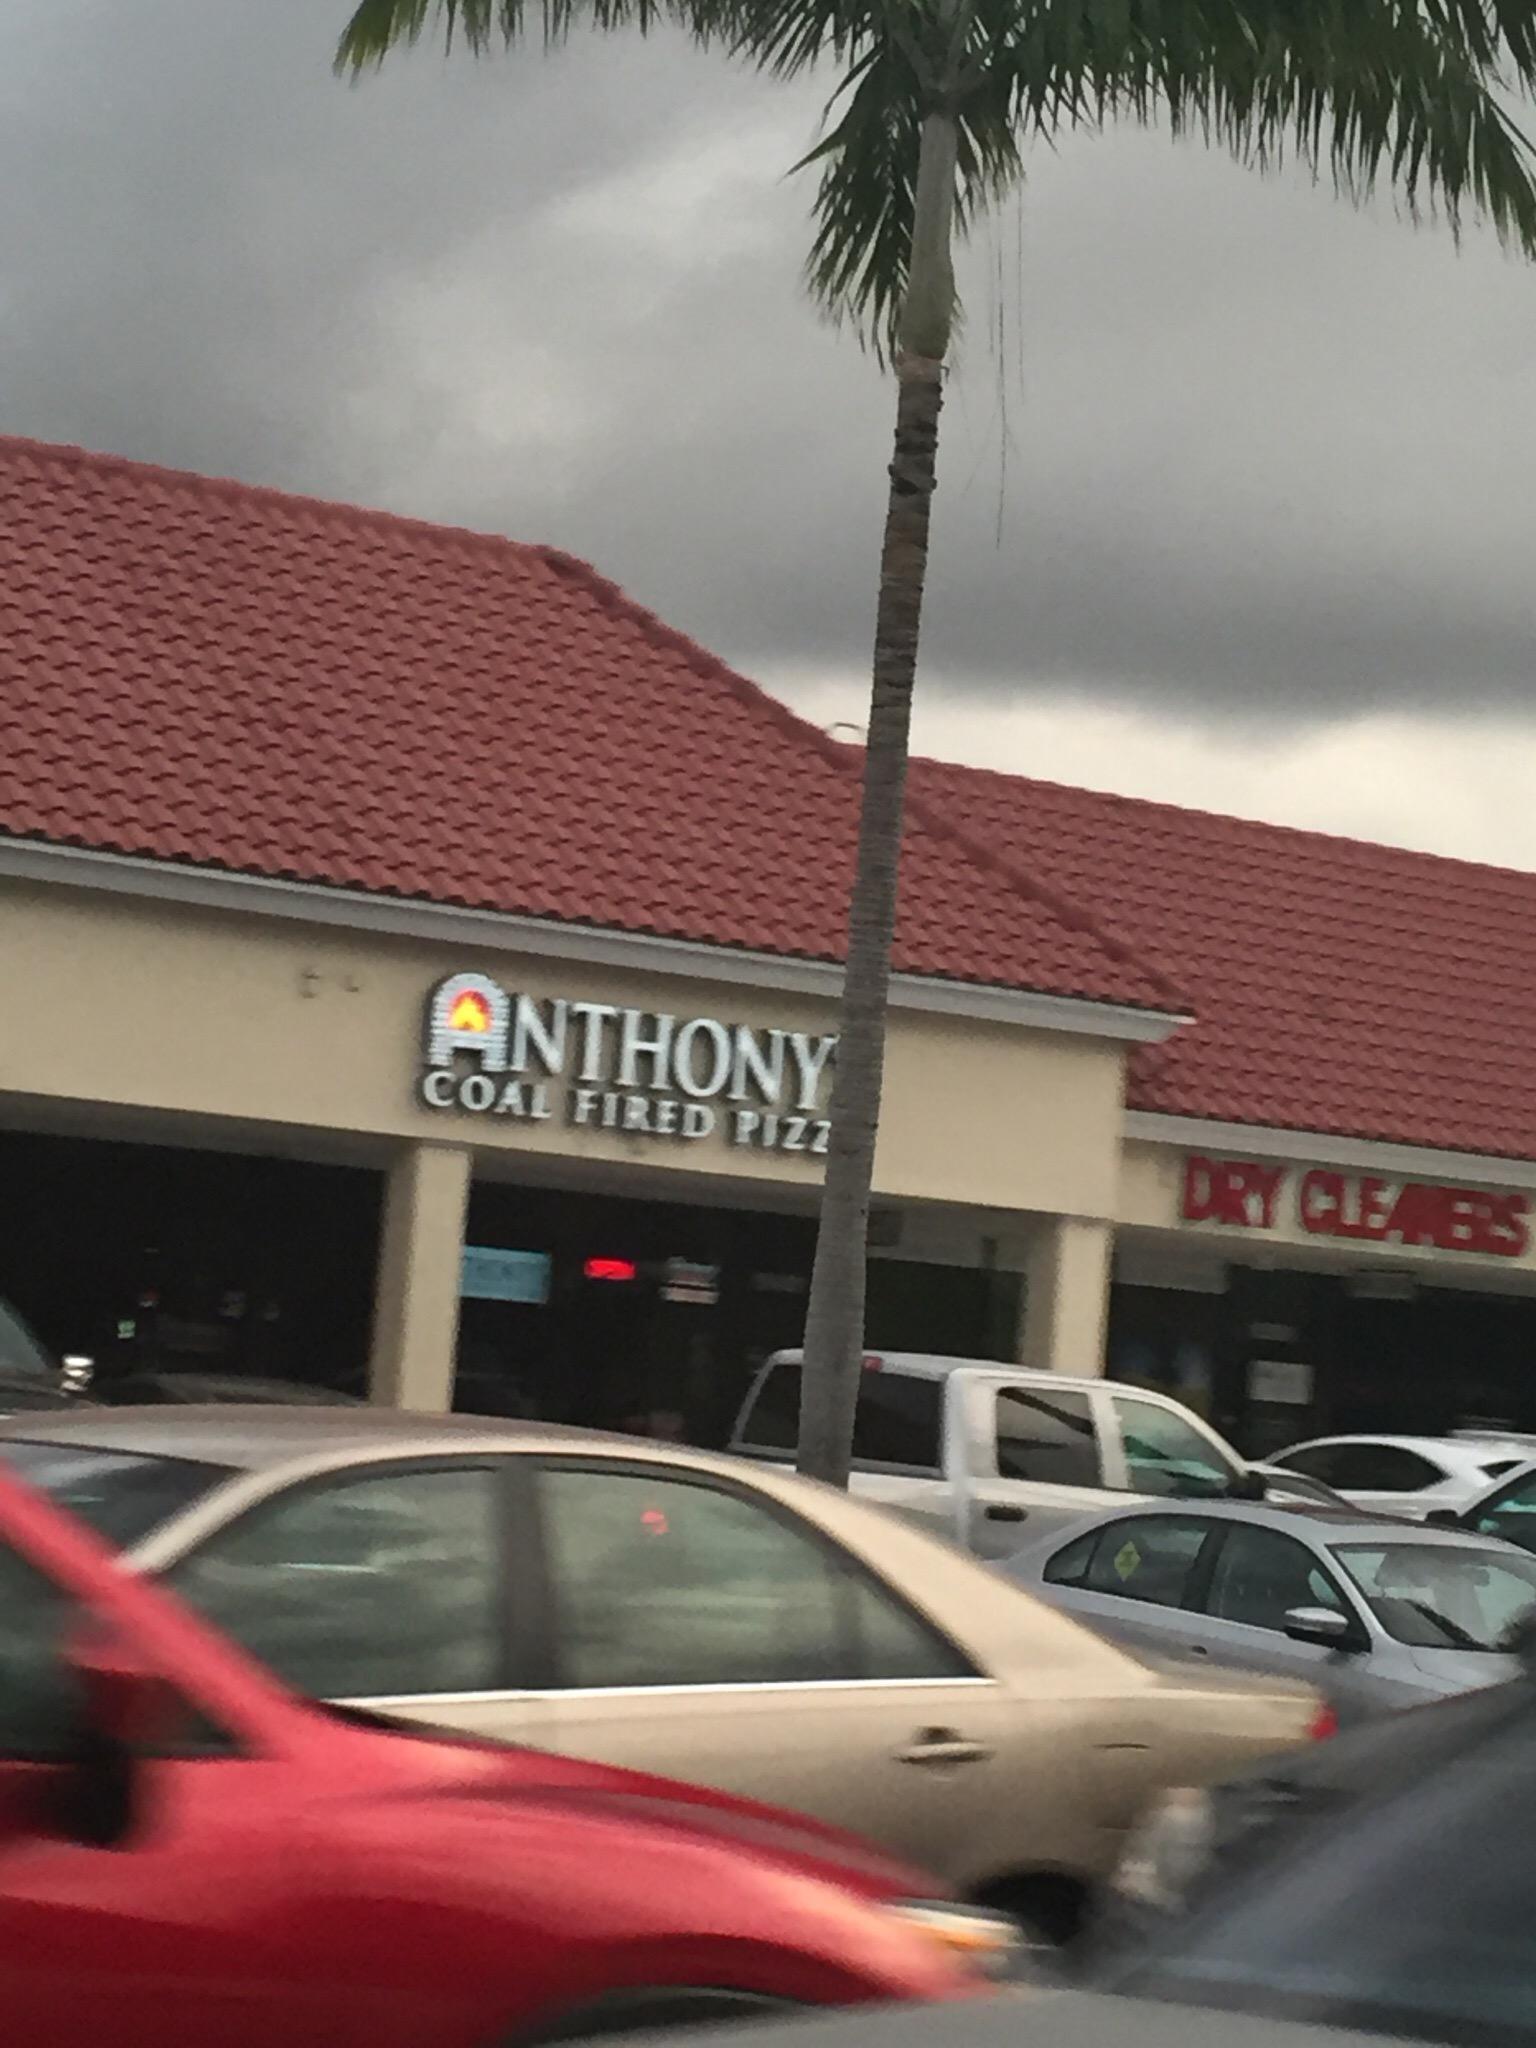 ANTHONY'
COAL FIRED PIZZ
DRY CLEANERS